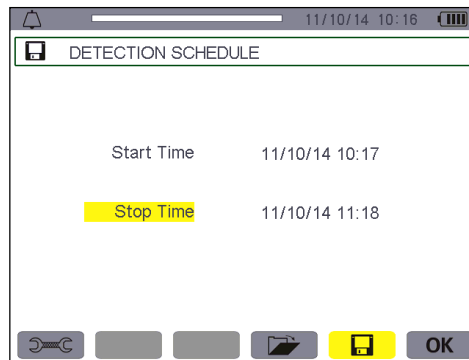 11/10/14 10:16
DETECTION SCHEDULE
Start Time 11/10/14 10:17
Stop Time 11/10/14 11:18
OK